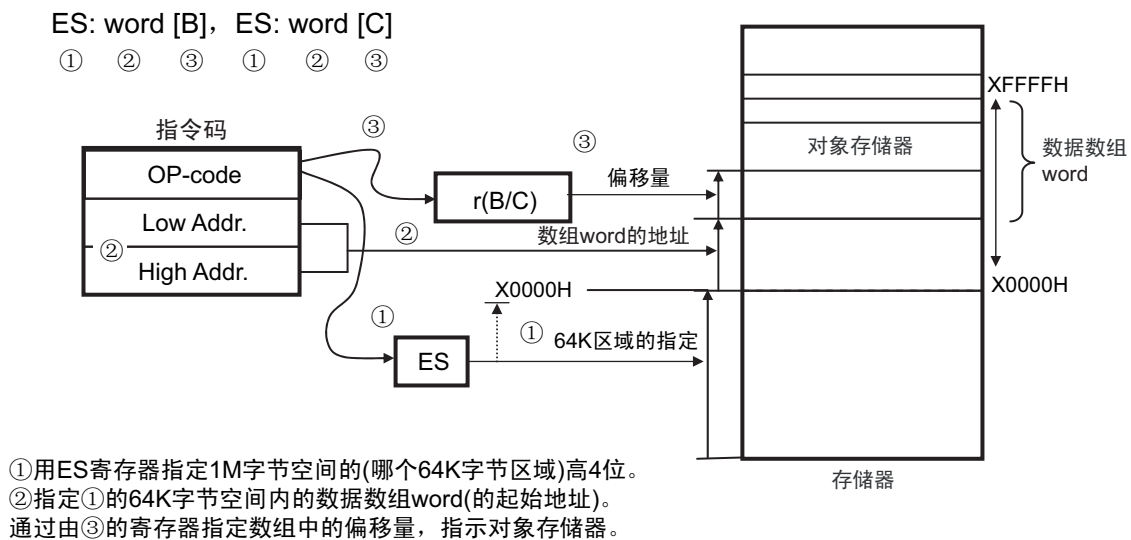 ES: word [B]，ES: word [C]
① ② ③ ① ② ③
XFFFFH
指令码
③
③
OP-code
对象存储器
数据数组
word
偏移量
r(B/C)
Low Addr.
②
数组word的地址
②
High Addr.
X0000H
X0000H
①
①
64K区域的指定
ES
①用ES寄存器指定1M字节空间的(哪个64K字节区域)高4位。
存储器
②指定①的64K字节空间内的数据数组word(的起始地址)。
通过由③的寄存器指定数组中的偏移量，指示对象存储器。